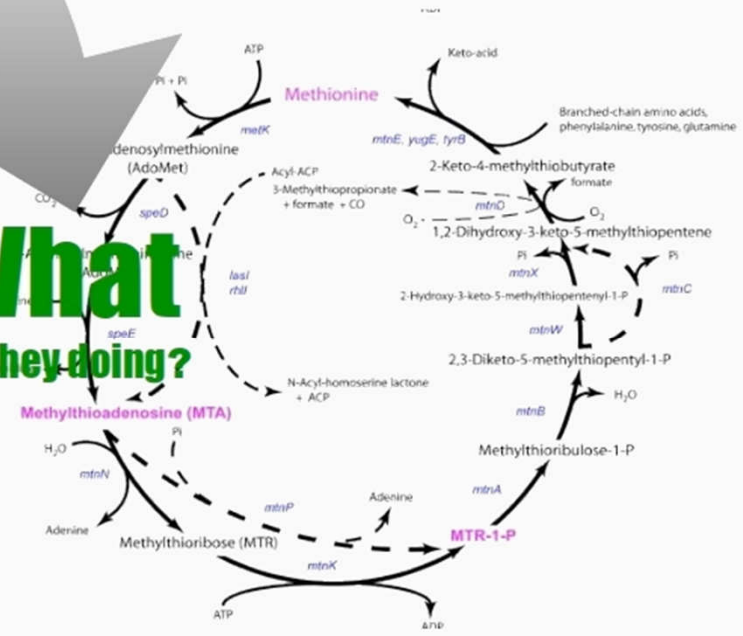 ATP
Keto-acid
Pi + Pi
Methionine
Branched-chain amino acids,
phenylalanine, tyrosine, glutamine
metK
mtnE, yugE, tyrB
denosylmethionine
(AdoMet)
2-Keto-4-methylthiobutyrate
Acyl-ACP
formate
3-Methylthiopropionate
+ formate + CO
CO2
speD
mtnD
O2
O2
1,2-Dihydroxy-3-keto-5-methylthiopentene
hat
Pi
Pi
mtnX
lasI
rhlI
mtnC
2-Hydroxy-3-keto-5-methylthiopentenyl-1-P
mtnW
speE
hey doing?
2,3-Diketo-5-methylthiopentyl-1-P
N-Acyl-homoserine lactone
+ ACP
H2O
Methylthioadenosine (MTA)
mtnB
Pi
H2O
Methylthioribulose-1-P
mtnN
mtnA
Adenine
mtnP
Adenine
Methylthioribose (MTR)
MTR-1-P
mtnK
ATP
ADP